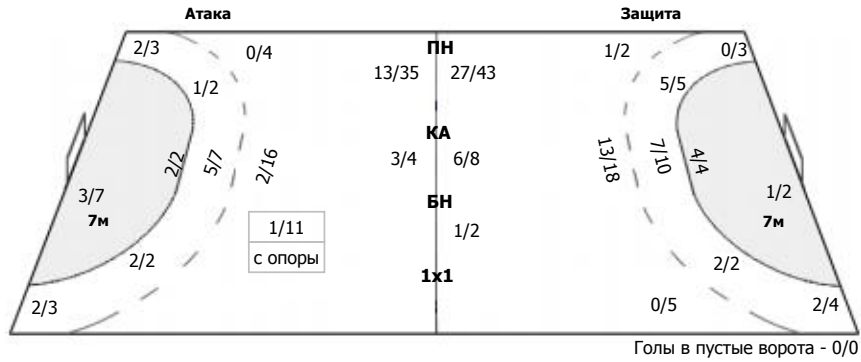 Атака Защита
2/3 0/4 ПН 1/2 0/3
13/35 27/43
1/2 5/5
КА
2/2 5/7 2/16 3/4 6/8 13/18 7/10 4/4
3/7 БН 1/2
7м 1/11 1/2 7м
с опоры
2/2 1x1 2/2
2/3 0/5 2/4
Голы в пустые ворота - 0/0